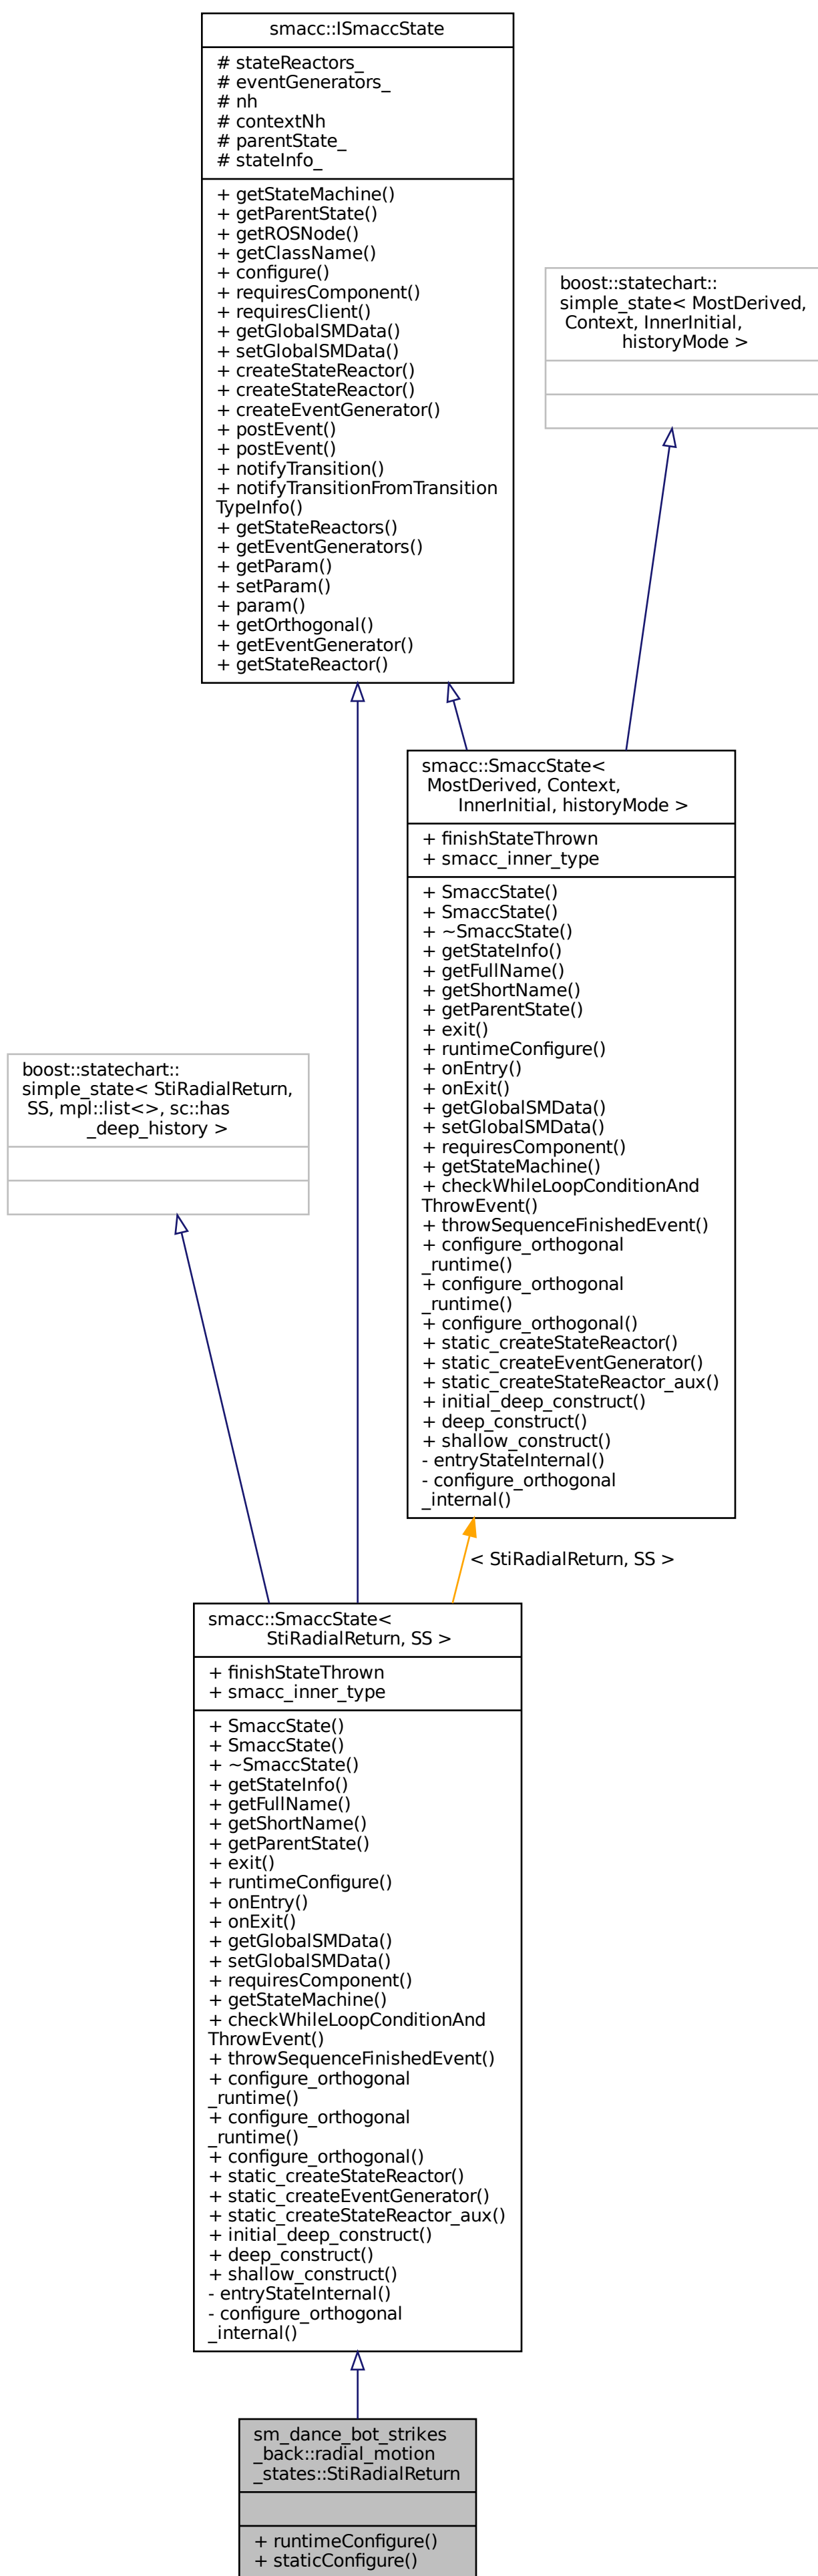 smacc::ISmaccState
# stateReactors_
# eventGenerators_
# nh
# contextNh
# parentState_
# stateInfo_
+ getStateMachine()
+ getParentState()
+ getROSNode()
+ getClassName()
+ configure()
+ requiresComponent()
+ requiresClient()
+ getGlobalSMData()
+ setGlobalSMData()
+ createStateReactor()
+ createStateReactor()
+ createEventGenerator()
+ postEvent()
+ postEvent()
+ notifyTransition()
+ notifyTransitionFromTransition
TypeInfo()
+ getStateReactors()
+ getEventGenerators()
+ getParam()
+ setParam()
+ param()
+ getOrthogonal()
+ getEventGenerator()
+ getStateReactor()
boost::statechart::
simple_state< MostDerived,
Context, InnerInitial,
historyMode >
smacc::SmaccState<
MostDerived, Context,
InnerInitial, historyMode >
+ finishStateThrown
+ smacc_inner_type
+ SmaccState()
+ SmaccState()
+ ~SmaccState()
+ getStateInfo()
+ getFullName()
+ getShortName()
+ getParentState()
+ exit()
+ runtimeConfigure()
+ onEntry()
+ onExit()
+ getGlobalSMData()
+ setGlobalSMData()
+ requiresComponent()
+ getStateMachine()
+ checkWhileLoopConditionAnd
ThrowEvent()
+ throwSequenceFinishedEvent()
+ configure_orthogonal
_runtime()
+ configure_orthogonal
_runtime()
+ configure_orthogonal()
+ static_createStateReactor()
+ static_createEventGenerator()
+ static_createStateReactor_aux()
+ initial_deep_construct()
+ deep_construct()
+ shallow_construct()
- entryStateInternal()
- configure_orthogonal
_internal()
boost::statechart::
simple_state< StiRadialReturn,
SS, mpl::list<>, sc::has
_deep_history >
< StiRadialReturn, SS >
smacc::SmaccState<
StiRadialReturn, SS >
+ finishStateThrown
+ smacc_inner_type
+ SmaccState()
+ SmaccState()
+ ~SmaccState()
+ getStateInfo()
+ getFullName()
+ getShortName()
+ getParentState()
+ exit()
+ runtimeConfigure()
+ onEntry()
+ onExit()
+ getGlobalSMData()
+ setGlobalSMData()
+ requiresComponent()
+ getStateMachine()
+ checkWhileLoopConditionAnd
ThrowEvent()
+ throwSequenceFinishedEvent()
+ configure_orthogonal
_runtime()
+ configure_orthogonal
_runtime()
+ configure_orthogonal()
+ static_createStateReactor()
+ static_createEventGenerator()
+ static_createStateReactor_aux()
+ initial_deep_construct()
+ deep_construct()
+ shallow_construct()
- entryStateInternal()
- configure_orthogonal
_internal()
sm_dance_bot_strikes
_back::radial_motion
_states::StiRadialReturn
+ runtimeConfigure()
+ staticConfigure()